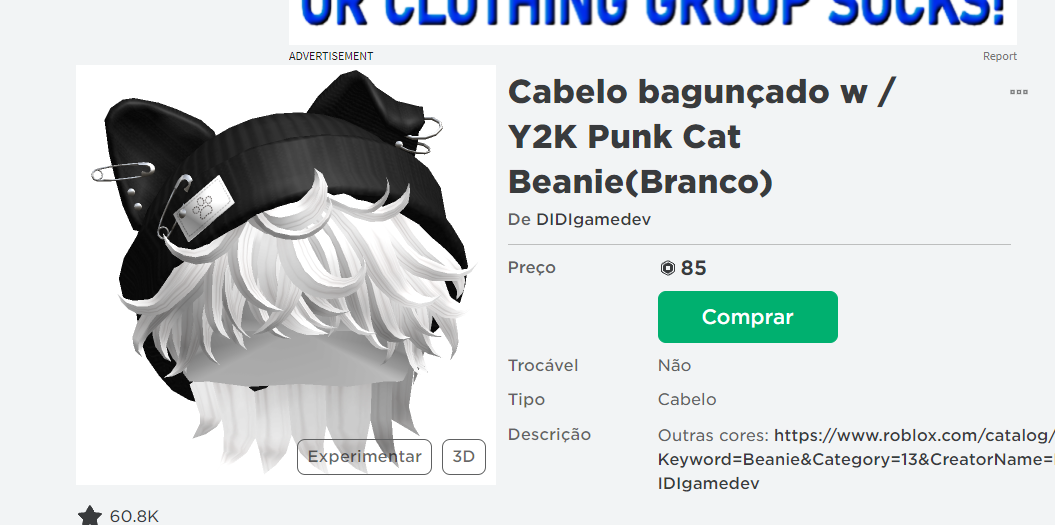 OR CLOTHING GROUP SUCKS!
ADVERTISEMENT
Report
Cabelo bagunçado w /
Y2K Punk Cat
Beanie(Branco)
De DIDIgamedev
Preço
85
Comprar
Trocável
Não
Tipo
Cabelo
Descrição
Outras cores: https://www.roblox.com/catalog/
Keyword=Beanie&Category=13&CreatorName=
IDIgamedev
Experimentar
3D
60.8K